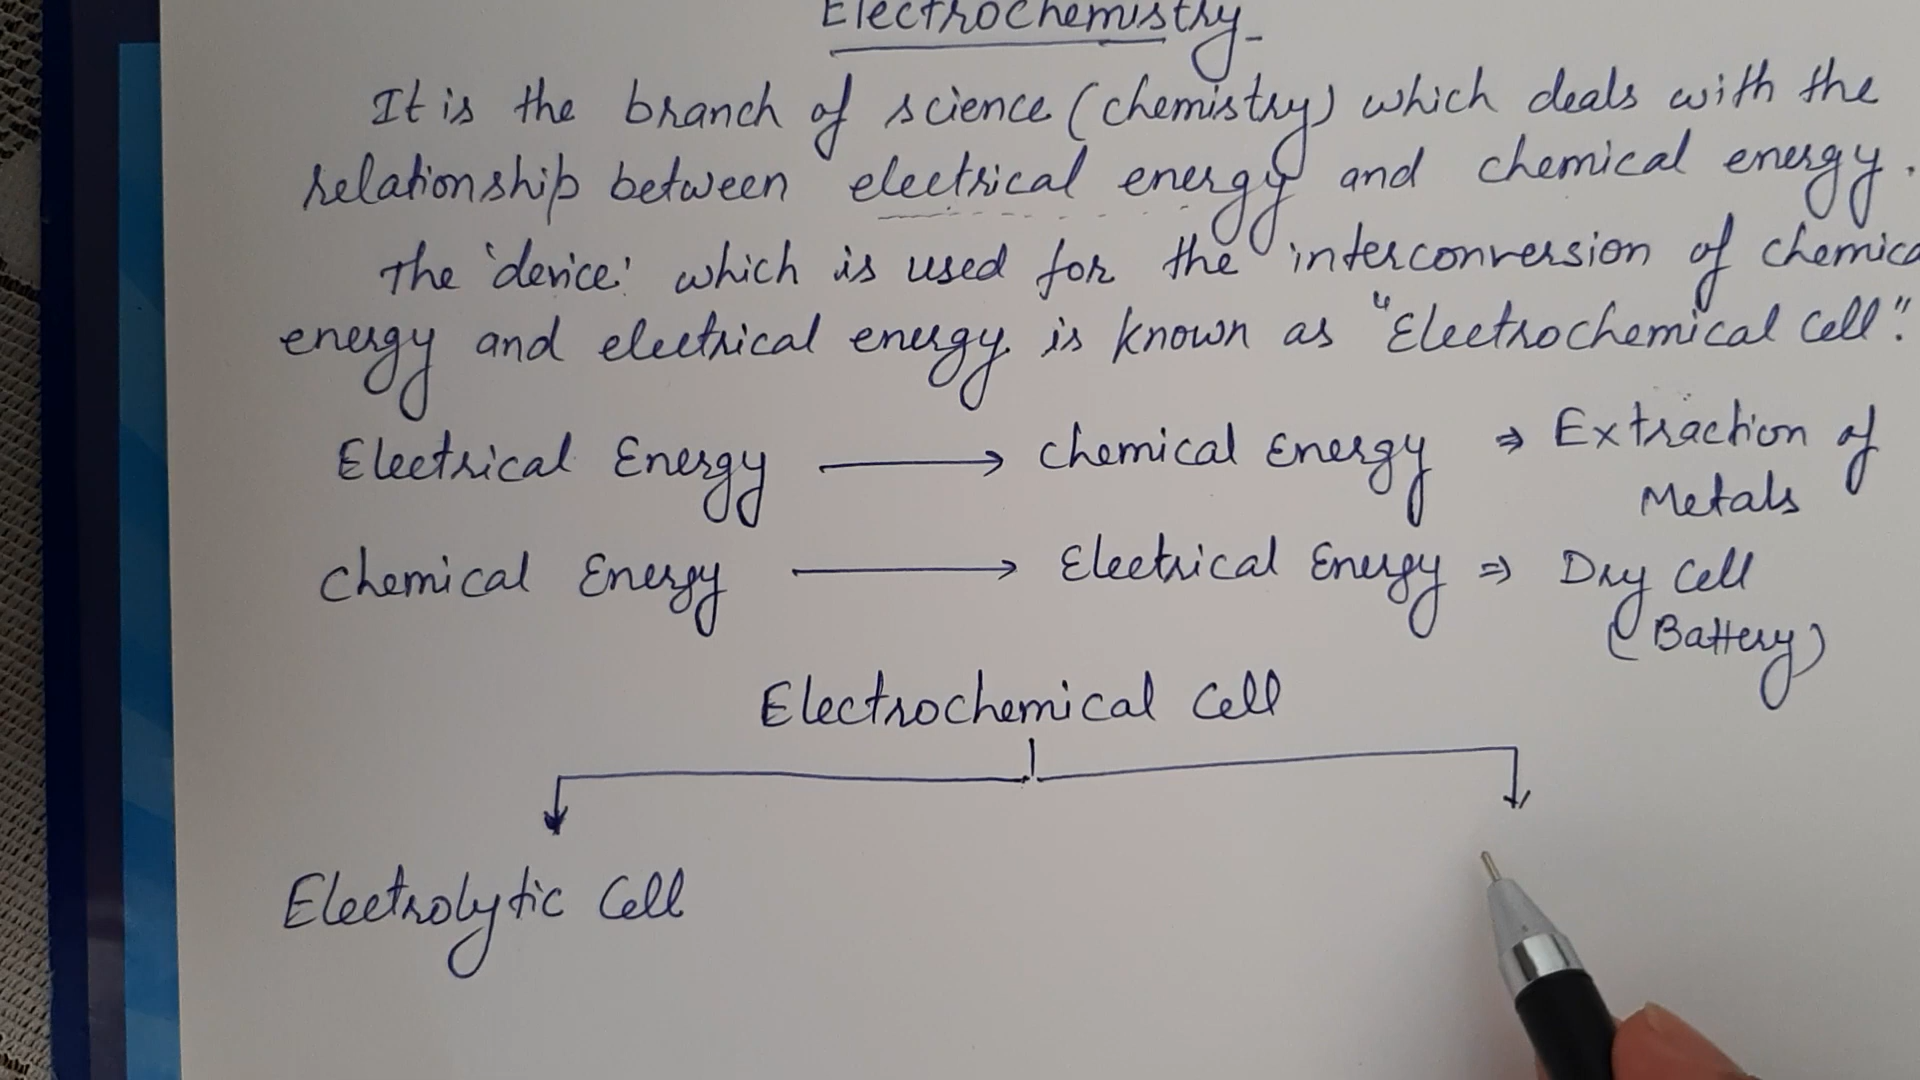 Electrochemistry
It is the branch of science (chemistry) which deals with the
relationship between electrical energy and chemical energy.
The 'device' which is used for the interconversion of chemica
energy and electrical energy is known as "Electrochemical Cell".
Electrical Energy → Chemical Energy ⇒ Extraction of
Metals
Chemical Energy → Electrical Energy ⇒ Dry Cell
(Battery)
Electrochemical Cell
Electrolytic Cell